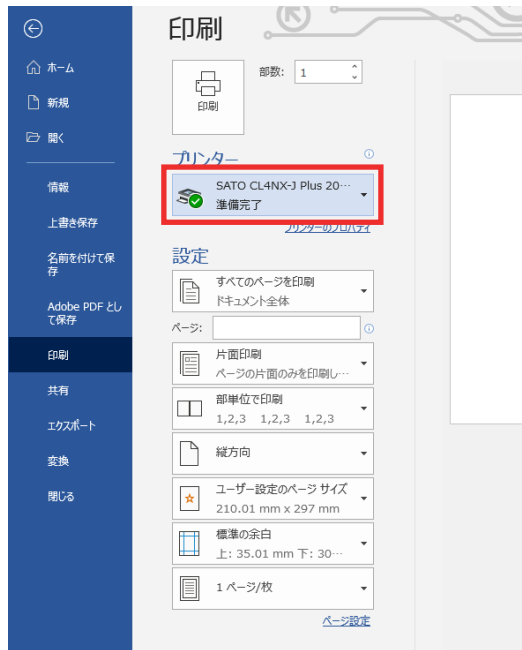 印刷
ホーム
新規
開く
情報
上書き保存
名前を付けて保
存
Adobe PDF とし
て保存
印刷
共有
エクスポート
変換
閉じる
印刷
部数: 1
プリンター
SATO CL4NX-J Plus 20…
準備完了
プリンターのプロパティ
設定
すべてのページを印刷
ドキュメント全体
ページ:
片面印刷
ページの片面のみを印刷し…
部単位で印刷
1,2,3 1,2,3 1,2,3
縦方向
ユーザー設定のページ サイズ
210.01 mm x 297 mm
標準の余白
上: 35.01 mm 下: 30…
1 ページ/枚
ページ設定